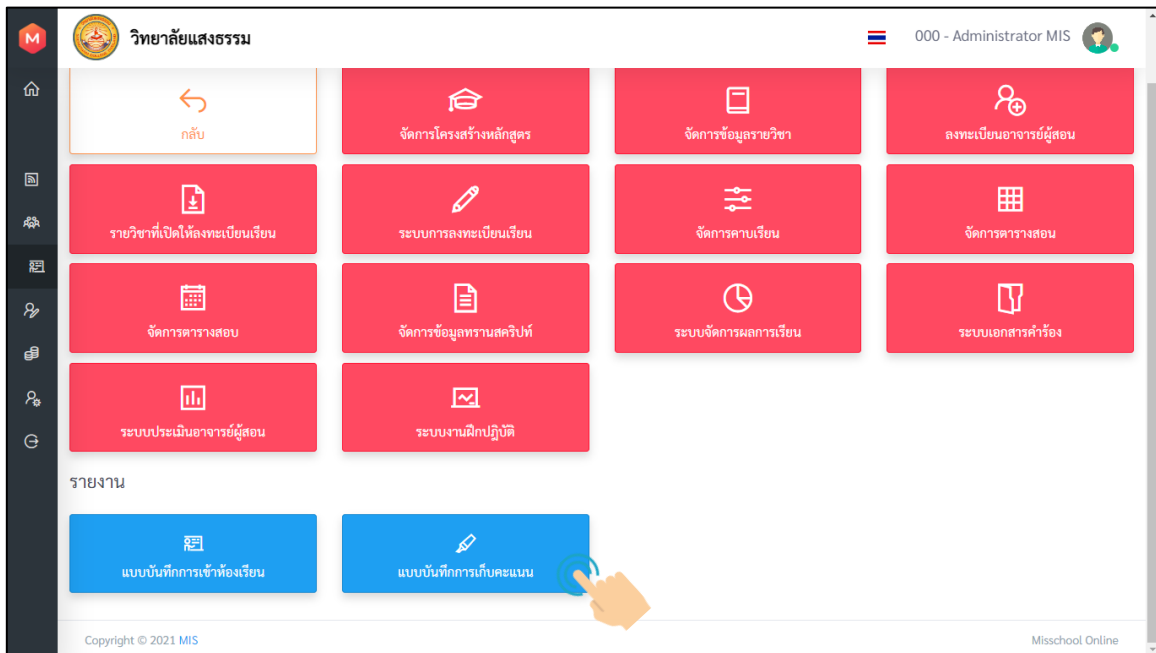 M
วิทยาลัยแสงธรรม
000 - Administrator MIS
กลับ
จัดการโครงสร้างหลักสูตร
จัดการข้อมูลรายวิชา
ลงทะเบียนอาจารย์ผู้สอน
รายวิชาที่เปิดให้ลงทะเบียนเรียน
ระบบการลงทะเบียนเรียน
จัดการคาบเรียน
จัดการตารางสอน
จัดการตารางสอบ
จัดการข้อมูลทรานสคริปท์
ระบบจัดการผลการเรียน
ระบบเอกสารคำร้อง
ระบบประเมินอาจารย์ผู้สอน
ระบบงานฝึกปฏิบัติ
รายงาน
แบบบันทึกการเข้าห้องเรียน
แบบบันทึกการเก็บคะแนน
Copyright © 2021 MIS
Misschool Online